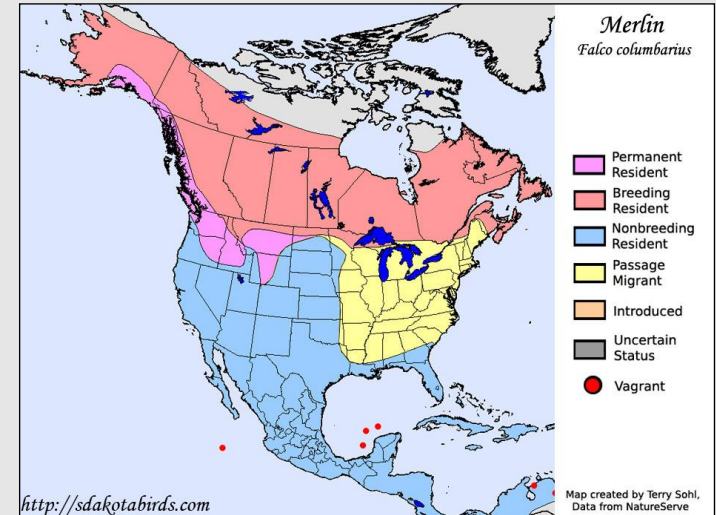 Merlin
Falco columbarius
Permanent
Resident
Breeding
Resident
Nonbreeding
Resident
Passage
Migrant
Introduced
Uncertain
Status
Vagrant
http://sdakotabirds.com
Map created by Terry Sohl,
Data from NatureServe